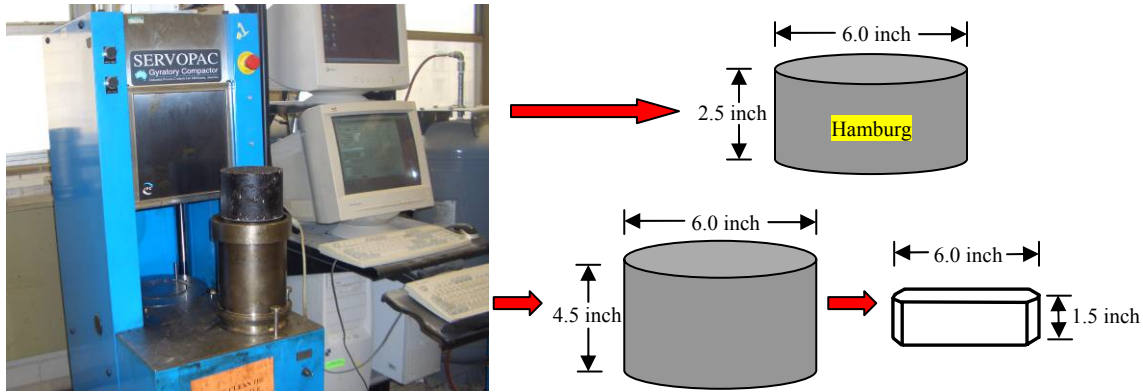 SERVOPAC
Gyratory Compactor
6.0 inch
2.5 inch
Hamburg
6.0 inch
4.5 inch
6.0 inch
1.5 inch